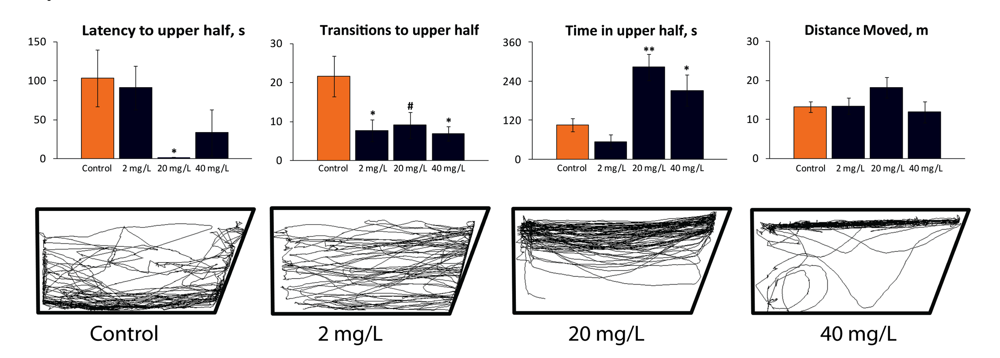 Latency to upper half, s
150
100
50
0
*
Control 2 mg/L 20 mg/L 40 mg/L
Transitions to upper half
30
20
10
0
* # *
Control 2 mg/L 20 mg/L 40 mg/L
Time in upper half, s
360
240
120
0
** *
Control 2 mg/L 20 mg/L 40 mg/L
Distance Moved, m
30
20
10
0
Control 2 mg/L 20 mg/L 40 mg/L
Control
2 mg/L
20 mg/L
40 mg/L